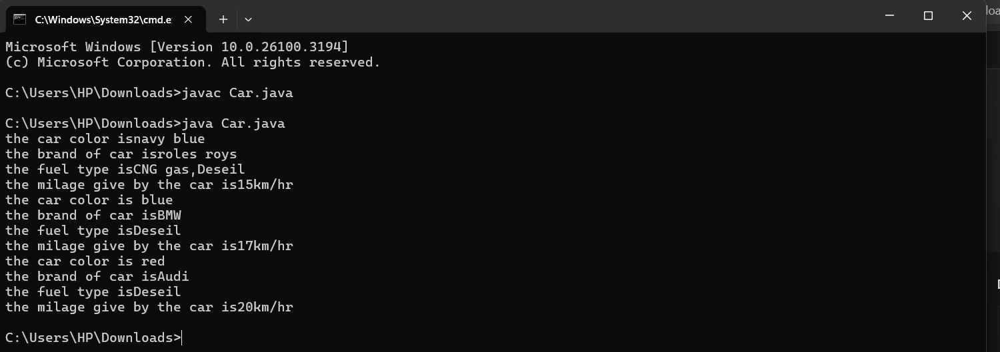 C:\Windows\System32\cmd.e
Microsoft Windows [Version 10.0.26100.3194]
(c) Microsoft Corporation. All rights reserved.
C:\Users\HP\Downloads>javac Car.java
C:\Users\HP\Downloads>java Car.java
the car color isnavy blue
the brand of car isroles roys
the fuel type isCNG gas,Deseil
the milage give by the car is15km/hr
the car color is blue
the brand of car isBMW
the fuel type isDeseil
the milage give by the car is17km/hr
the car color is red
the brand of car isAudi
the fuel type isDeseil
the milage give by the car is20km/hr
C:\Users\HP\Downloads>